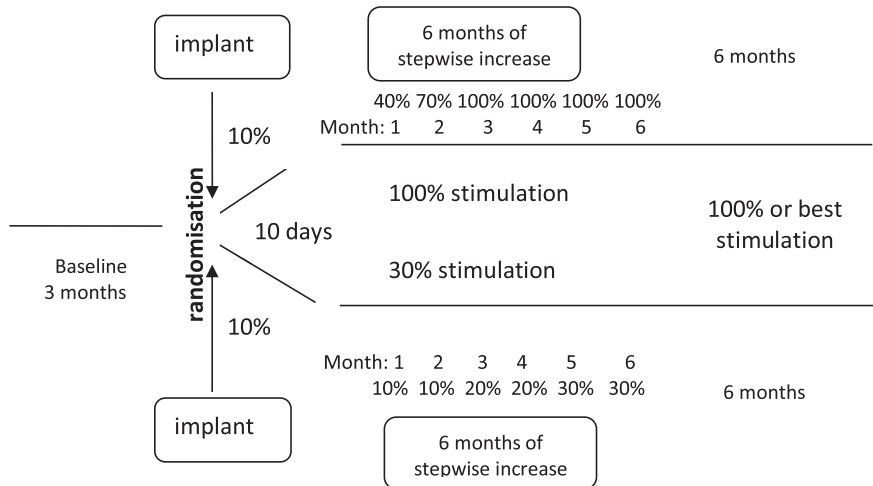 implant
6 months of
stepwise increase
6 months
40% 70% 100% 100% 100% 100%
Month: 1 2 3 4 5 6
10%
randomisation
100% stimulation
10 days
100% or best
stimulation
Baseline
3 months
30% stimulation
10%
Month: 1 2 3 4 5 6
10% 10% 20% 20% 30% 30%
6 months
implant
6 months of
stepwise increase